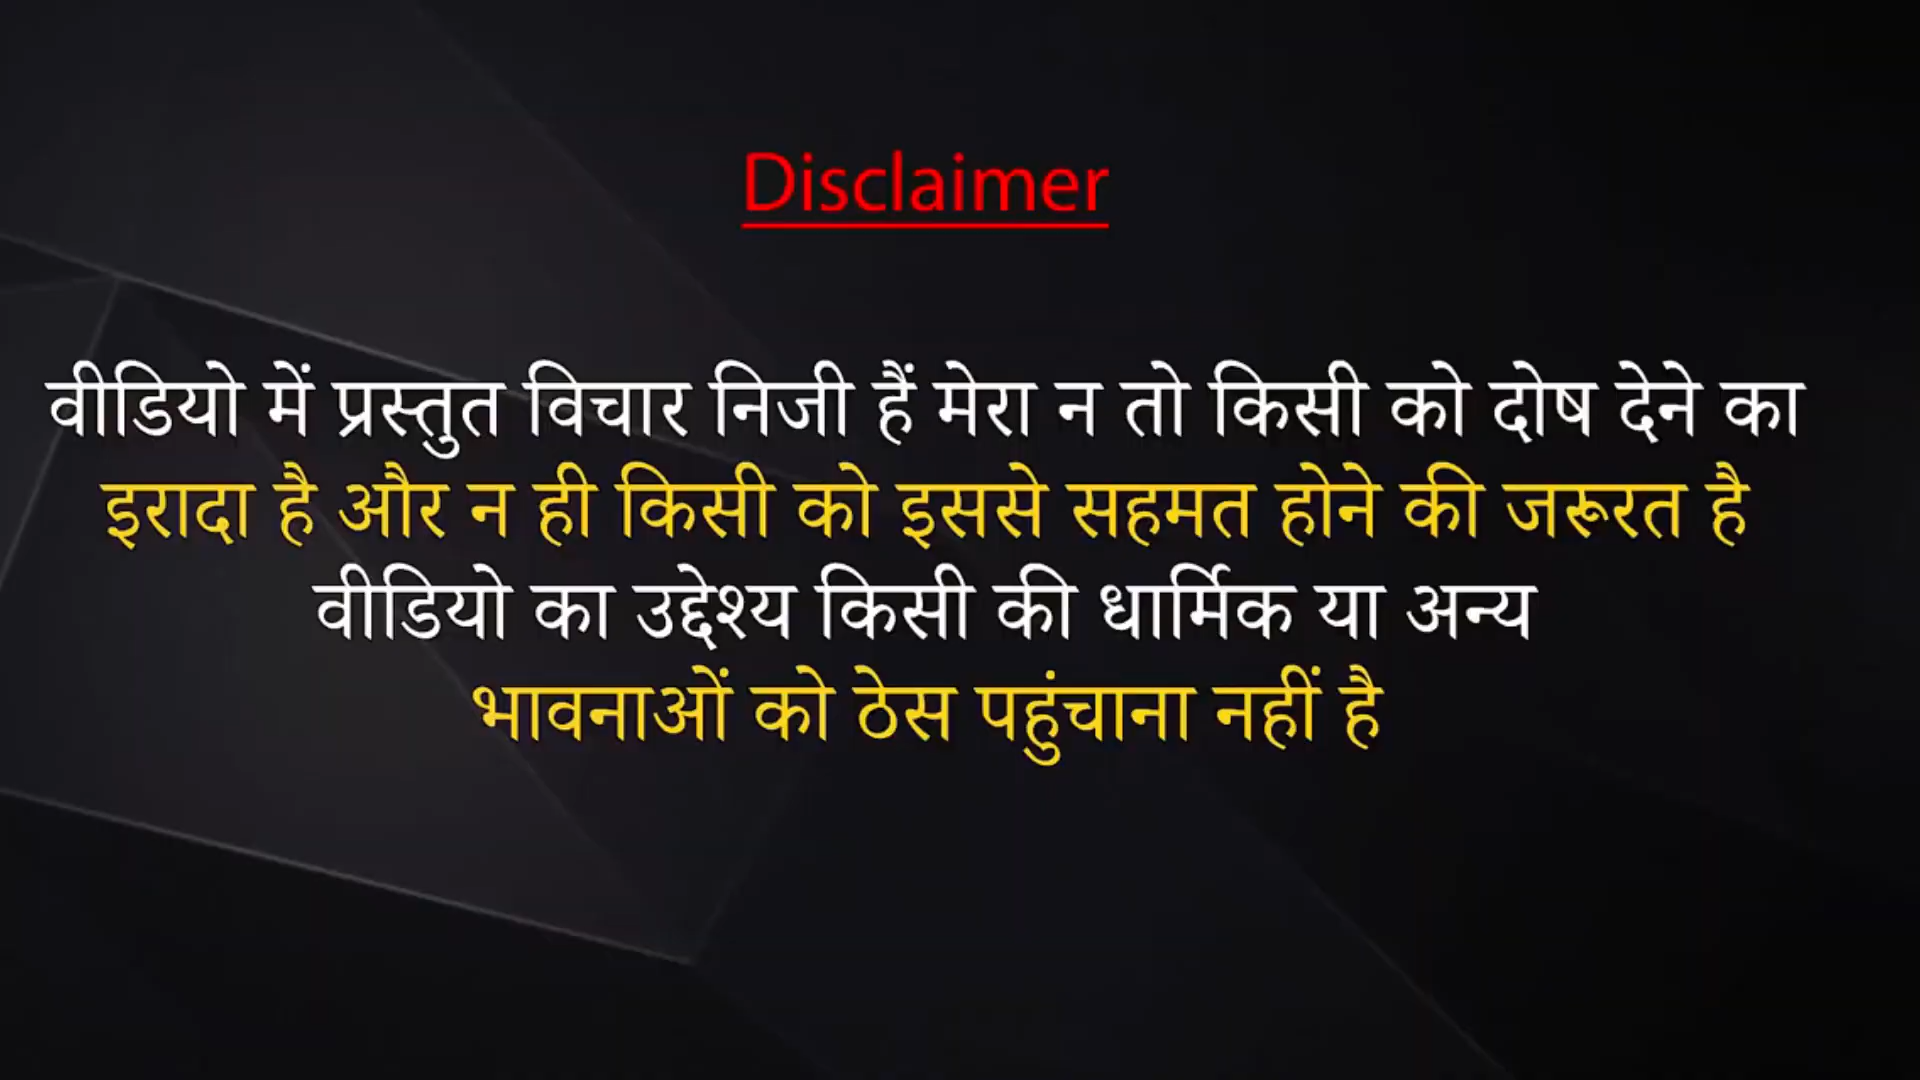 Disclaimer
वीडियो में प्रस्तुत विचार निजी हैं मेरा न तो किसी को दोष देने का
इरादा है और न ही किसी को इससे सहमत होने की जरूरत है
वीडियो का उद्देश्य किसी की धार्मिक या अन्य
भावनाओं को ठेस पहुंचाना नहीं है